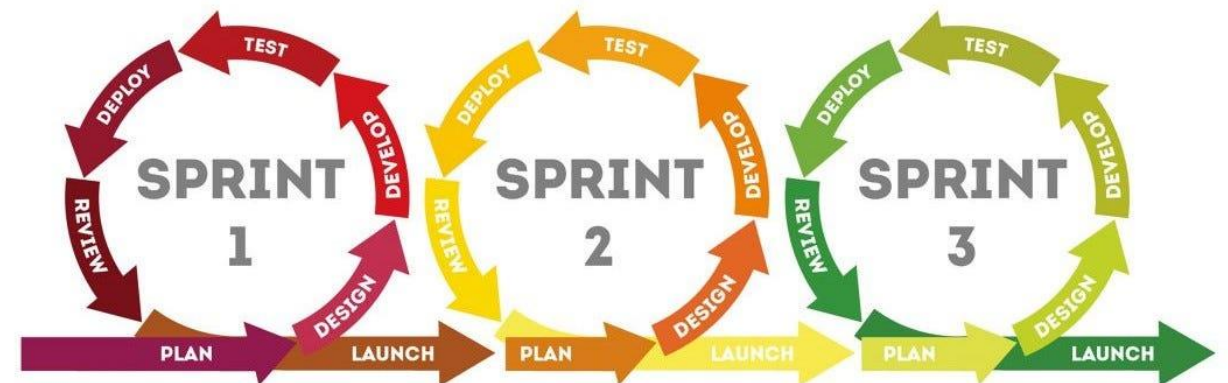 TEST
DEPLOY
DEVELOP
SPRINT
1
REVIEW
DESIGN
PLAN
LAUNCH
TEST
DEPLOY
DEVELOP
SPRINT
2
REVIEW
DESIGN
PLAN
LAUNCH
TEST
DEPLOY
DEVELOP
SPRINT
3
REVIEW
DESIGN
PLAN
LAUNCH